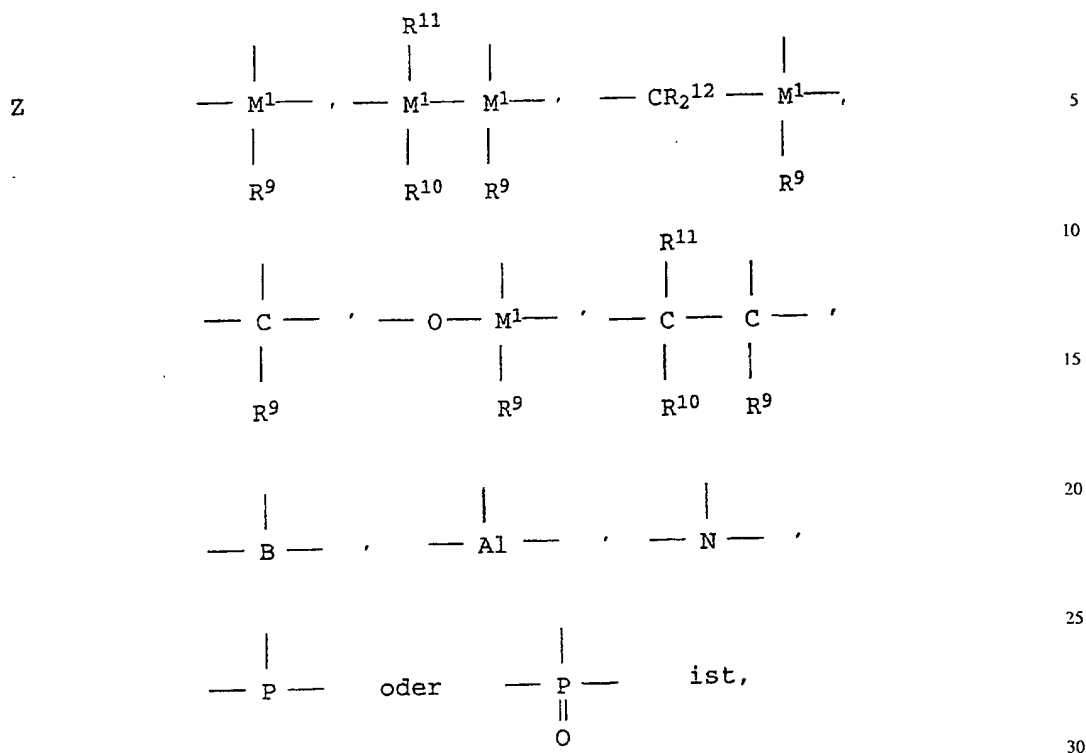 R¹¹
Z — M¹ — , — M¹ — M¹ — , — CR₂¹² — M¹ — , 5
R⁹ R¹⁰ R⁹ R⁹
10
R¹¹
— C — , — O — M¹ — , — C — C — ,
15
R⁹ R⁹ R¹⁰ R⁹
20
— B — , — Al — , — N — ,
25
— P — oder — P — ist,
O
30